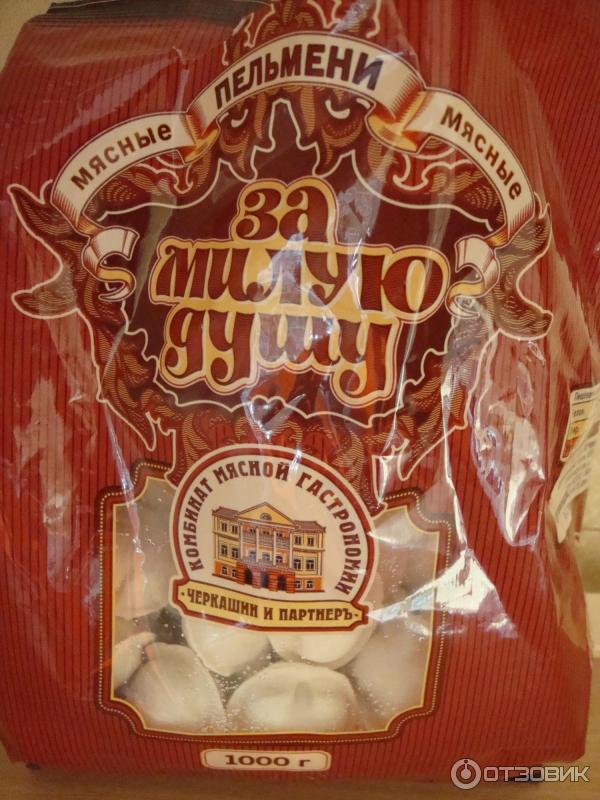 МЯСНЫЕ ПЕЛЬМЕНИ МЯСНЫЕ
ЗА
МИЛУЮ
ДУШУ
КОМБИНАТ МЯСНОЙ ГАСТРОНОМИИ
·ЧЕРКАШИН И ПАРТНЕРЪ·
1000 г
ОТЗОВИК